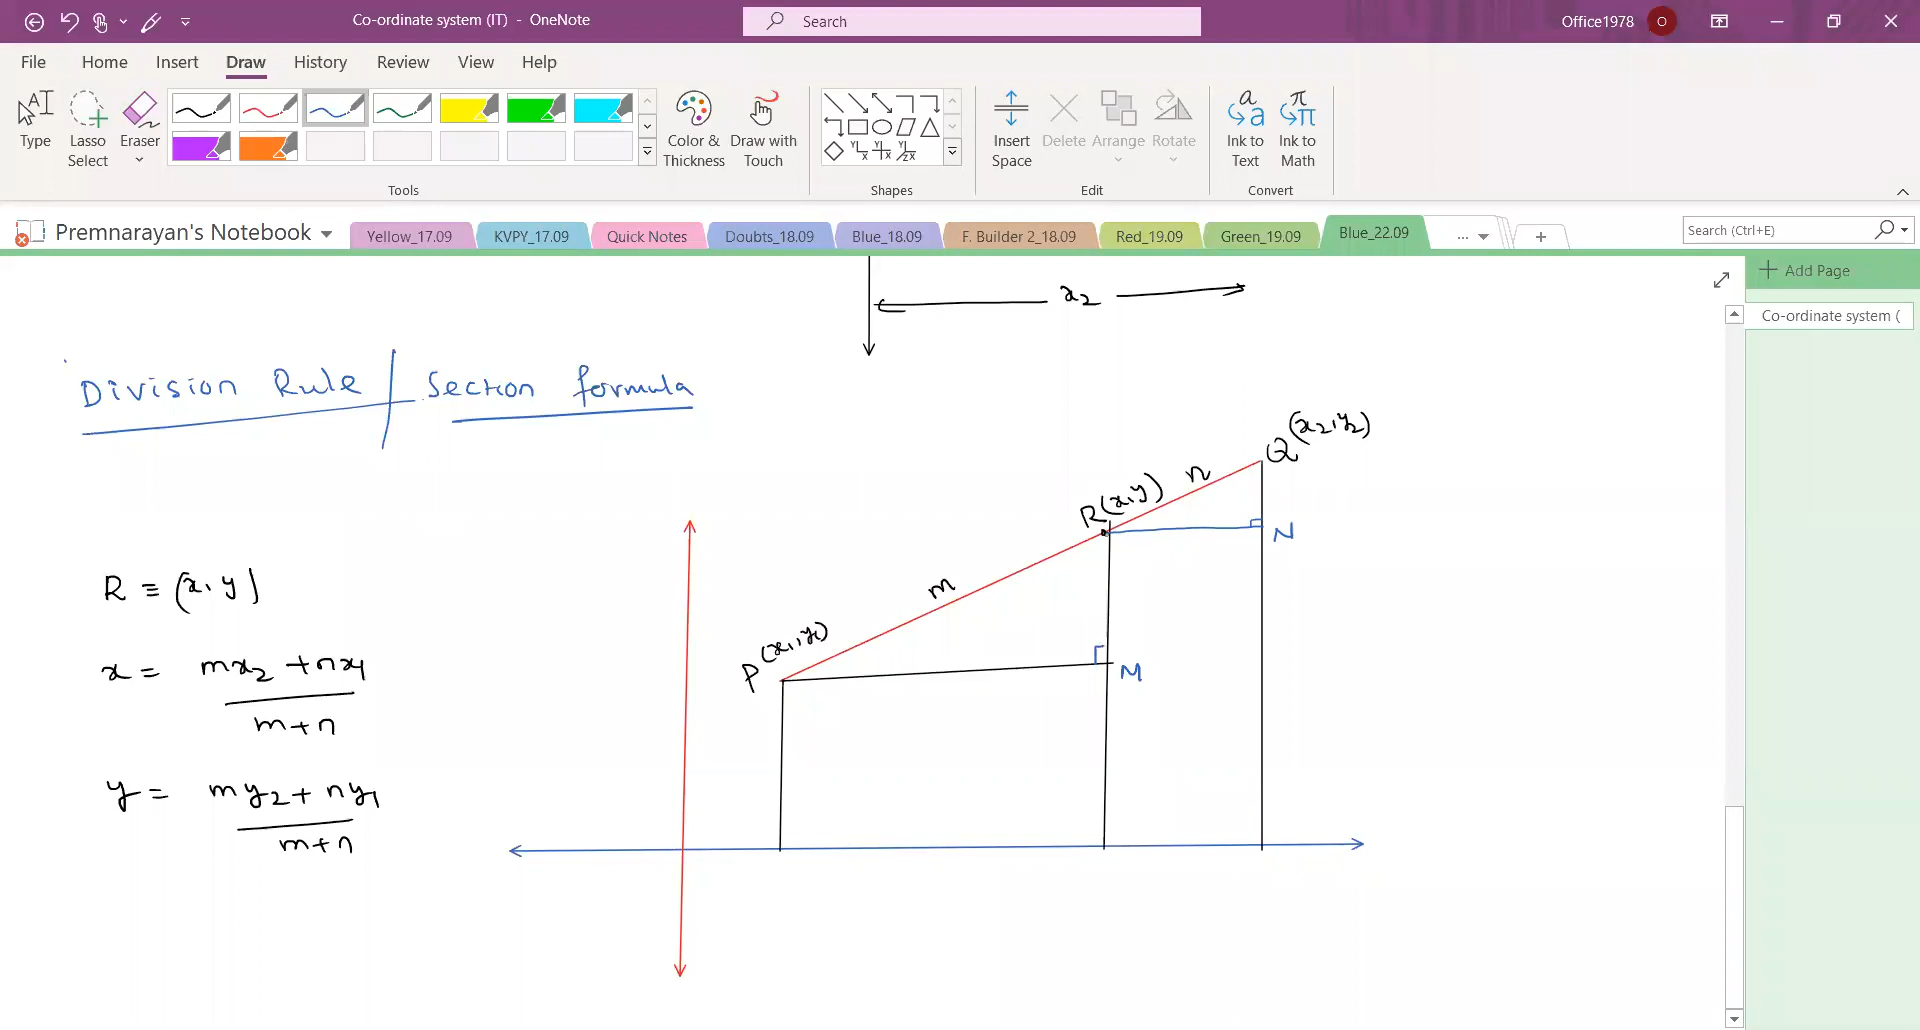 Co-ordinate system (IT) - OneNote
Search
Office1978
O
File Home Insert Draw History Review View Help
Type
Lasso Select
Eraser
Color & Thickness
Draw with Touch
Insert Space
Delete
Arrange
Rotate
Ink to Text
Ink to Math
Tools
Shapes
Edit
Convert
Premnarayan's Notebook
Yellow_17.09
KVPY_17.09
Quick Notes
Doubts_18.09
Blue_18.09
F. Builder 2_18.09
Red_19.09
Green_19.09
Blue_22.09
...
Search (Ctrl+E)
Add Page
Co-ordinate system (
x2
Division Rule / Section formula
Q (x2, y2)
n
R(x, y)
N
m
P (x1, y1)
M
R ≡ (x, y)
x = mx2 + nx1
m+n
y = my2 + ny1
m+n